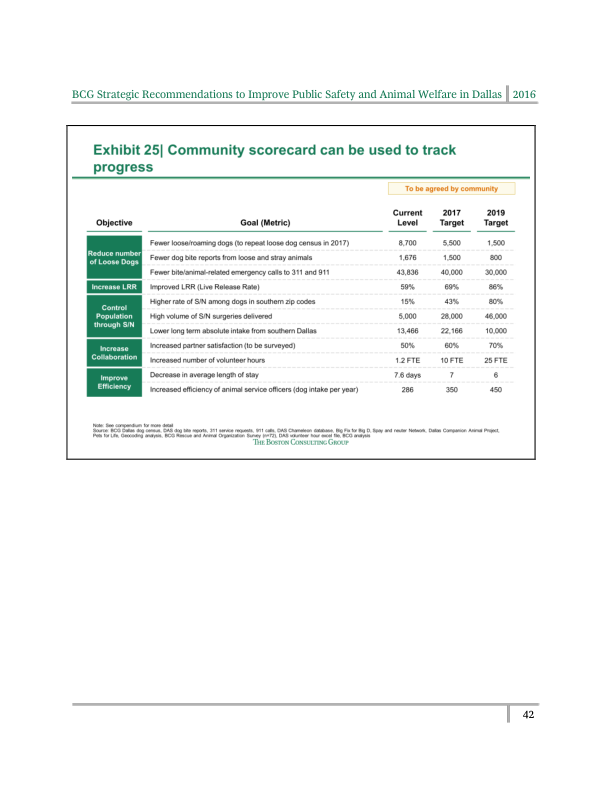 BCG Strategic Recommendations to Improve Public Safety and Animal Welfare in Dallas 2016
Exhibit 25| Community scorecard can be used to track
progress
To be agreed by community
Objective Goal (Metric) Current Level 2017 Target 2019 Target
Reduce number of Loose Dogs
Fewer loose/roaming dogs (to repeat loose dog census in 2017) 8,700 5,500 1,500
Fewer dog bite reports from loose and stray animals 1,676 1,500 800
Fewer bite/animal-related emergency calls to 311 and 911 43,836 40,000 30,000
Increase LRR Improved LRR (Live Release Rate) 59% 69% 86%
Control Population through S/N
Higher rate of S/N among dogs in southern zip codes 15% 43% 80%
High volume of S/N surgeries delivered 5,000 28,000 46,000
Lower long term absolute intake from southern Dallas 13,466 22,166 10,000
Increase Collaboration
Increased partner satisfaction (to be surveyed) 50% 60% 70%
Increased number of volunteer hours 1.2 FTE 10 FTE 25 FTE
Improve Efficiency
Decrease in average length of stay 7.6 days 7 6
Increased efficiency of animal service officers (dog intake per year) 286 350 450
Note: See compendium for more detail
Source: BCG Dallas dog census, DAS dog bite reports, 311 service requests, 911 calls, DAS Chameleon database, Big Fix for Big D, Spay and neuter Network, Dallas Companion Animal Project,
Pets for Life, Geocoding analysis, BCG Rescue and Animal Organization Survey (n=72), DAS volunteer hour excel file; BCG analysis
THE BOSTON CONSULTING GROUP
42